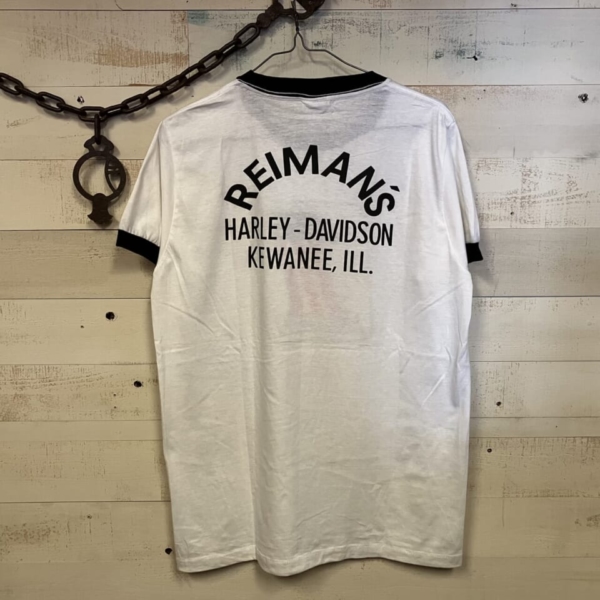 REIMAN'S
HARLEY-DAVIDSON
KEWANEE, ILL.